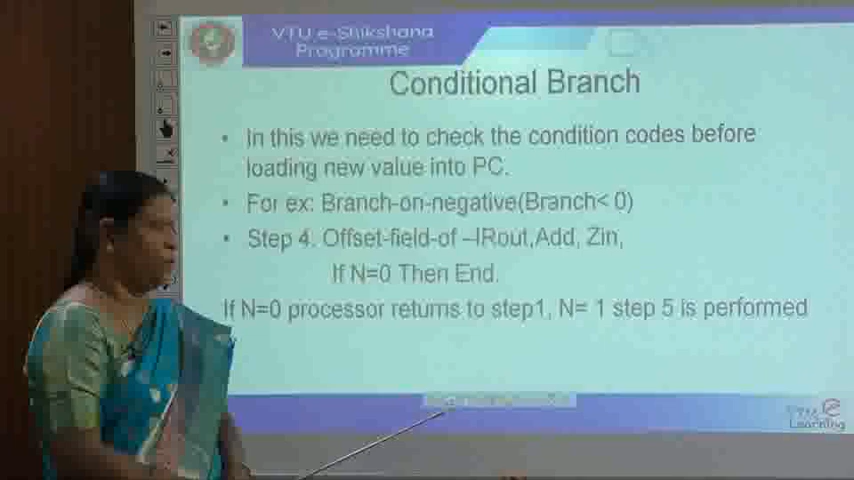 VTU e-Shikshana
Programme
Conditional Branch
• In this we need to check the condition codes before
loading new value into PC.
• For ex: Branch-on-negative(Branch< 0)
• Step 4. Offset-field-of –IRout,Add, Zin,
If N=0 Then End.
If N=0 processor returns to step1, N= 1 step 5 is performed
VTU e
Learning